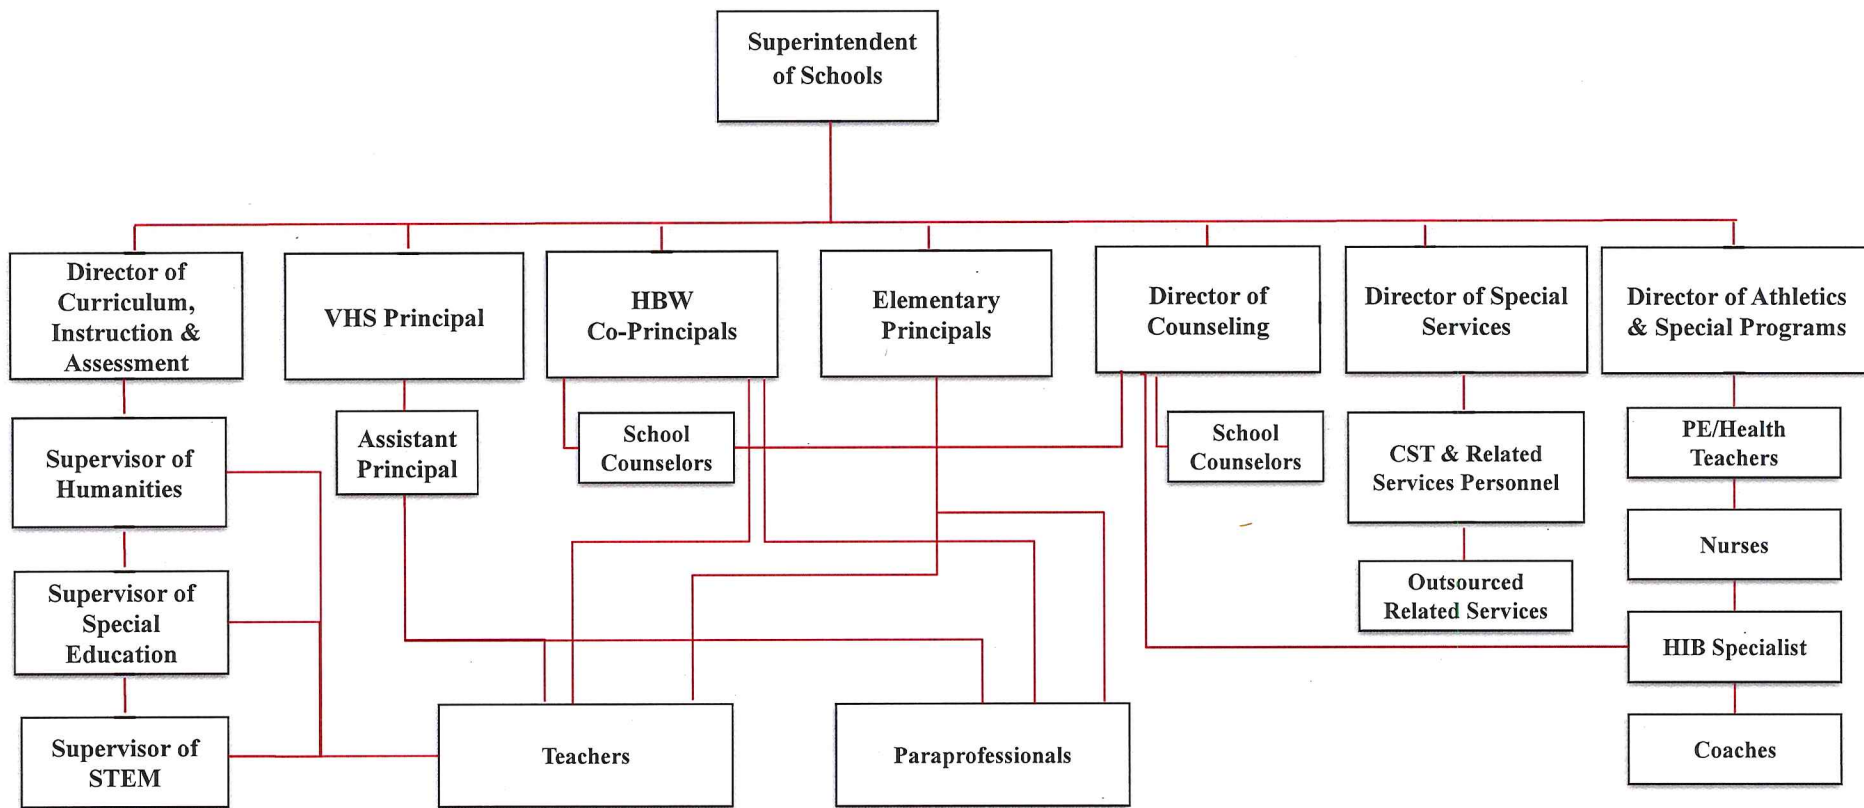 Superintendent
of Schools
Director of
Curriculum,
Instruction &
Assessment
VHS Principal
HBW
Co-Principals
Elementary
Principals
Director of
Counseling
Director of Special
Services
Director of Athletics
& Special Programs
Supervisor of
Humanities
Assistant
Principal
School
Counselors
School
Counselors
CST & Related
Services Personnel
PE/Health
Teachers
Nurses
Supervisor of
Special
Education
Outsourced
Related Services
HIB Specialist
Supervisor of
STEM
Teachers
Paraprofessionals
Coaches